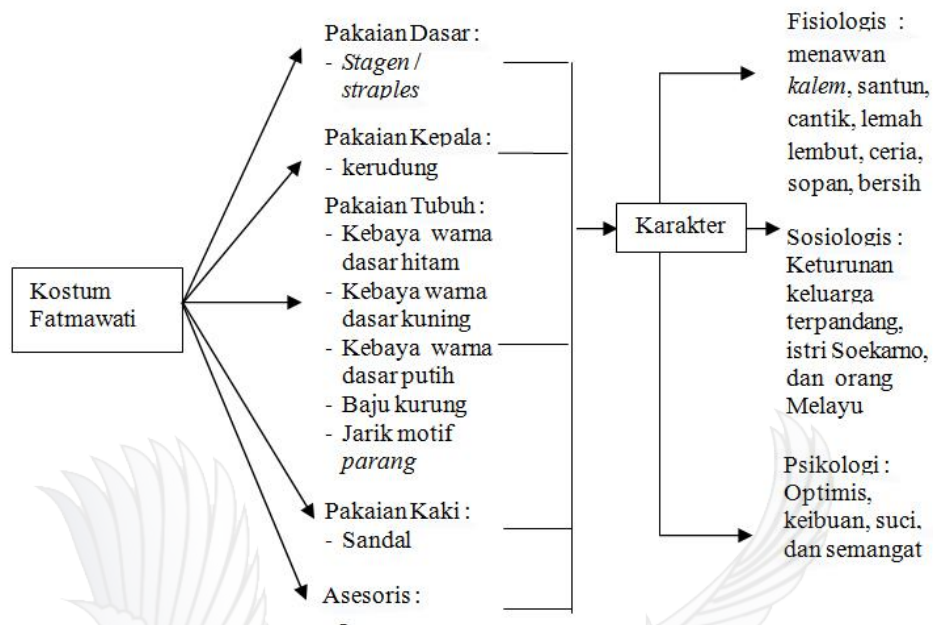 Kostum
Fatmawati
Pakaian Dasar :
- Stagen /
straples
Pakaian Kepala :
- kerudung
Pakaian Tubuh :
- Kebaya warna
dasar hitam
- Kebaya warna
dasar kuning
- Kebaya warna
dasar putih
- Baju kurung
- Jarik motif
parang
Pakaian Kaki :
- Sandal
Asesoris :
Karakter
Fisiologis :
menawan
kalem, santun,
cantik, lemah
lembut, ceria,
sopan, bersih
Sosiologis :
Keturunan
keluarga
terpandang,
istri Soekarno,
dan orang
Melayu
Psikologi :
Optimis,
keibuan, suci,
dan semangat